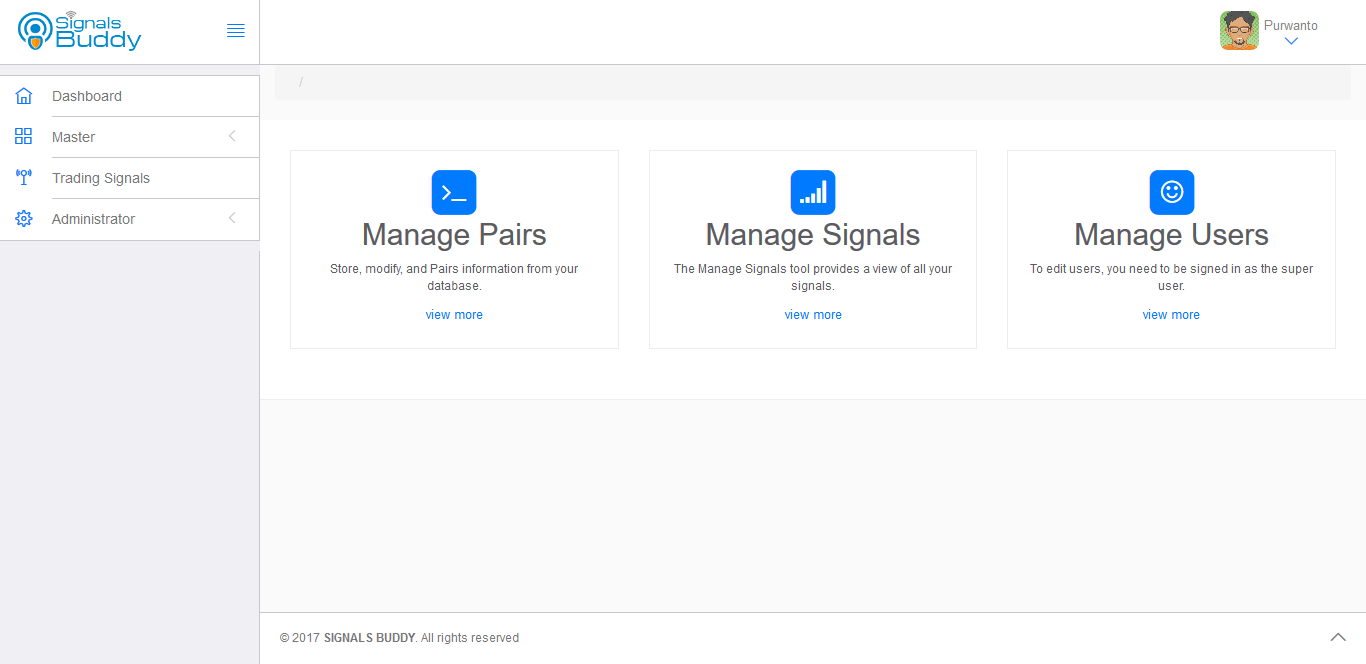 Signals
Buddy
Purwanto
/
Dashboard
Master
Trading Signals
Administrator
Manage Pairs
Store, modify, and Pairs information from your
database.
view more
Manage Signals
The Manage Signals tool provides a view of all your
signals.
view more
Manage Users
To edit users, you need to be signed in as the super
user.
view more
© 2017 SIGNALS BUDDY. All rights reserved